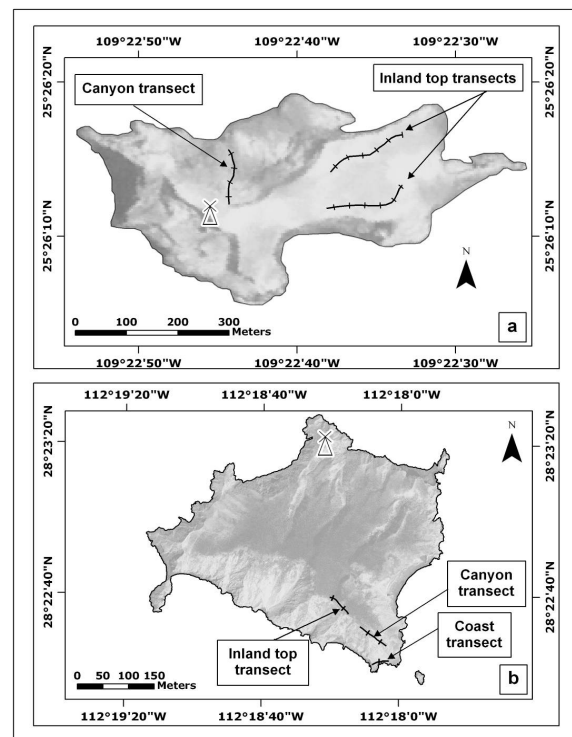 109°22'50"W 109°22'40"W 109°22'30"W
25°26'20"N
25°26'20"N
Canyon transect
Inland top transects
25°26'10"N
25°26'10"N
N
0 100 200 300
Meters
a
109°22'50"W 109°22'40"W 109°22'30"W
112°19'20"W 112°18'40"W 112°18'0"W
28°23'20"N
28°23'20"N
N
28°22'40"N
28°22'40"N
Canyon
transect
Coast
transect
Inland top
transect
0 50 100 150
Meters
b
112°19'20"W 112°18'40"W 112°18'0"W